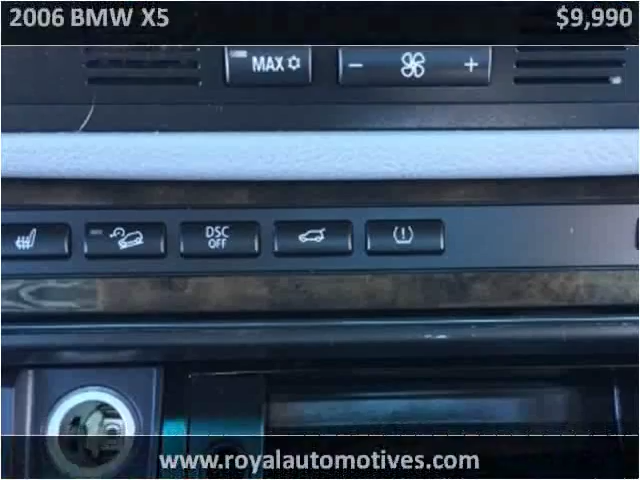 2006 BMW X5 $9,990
MAX
- +
DSC
OFF
www.royalautomotives.com